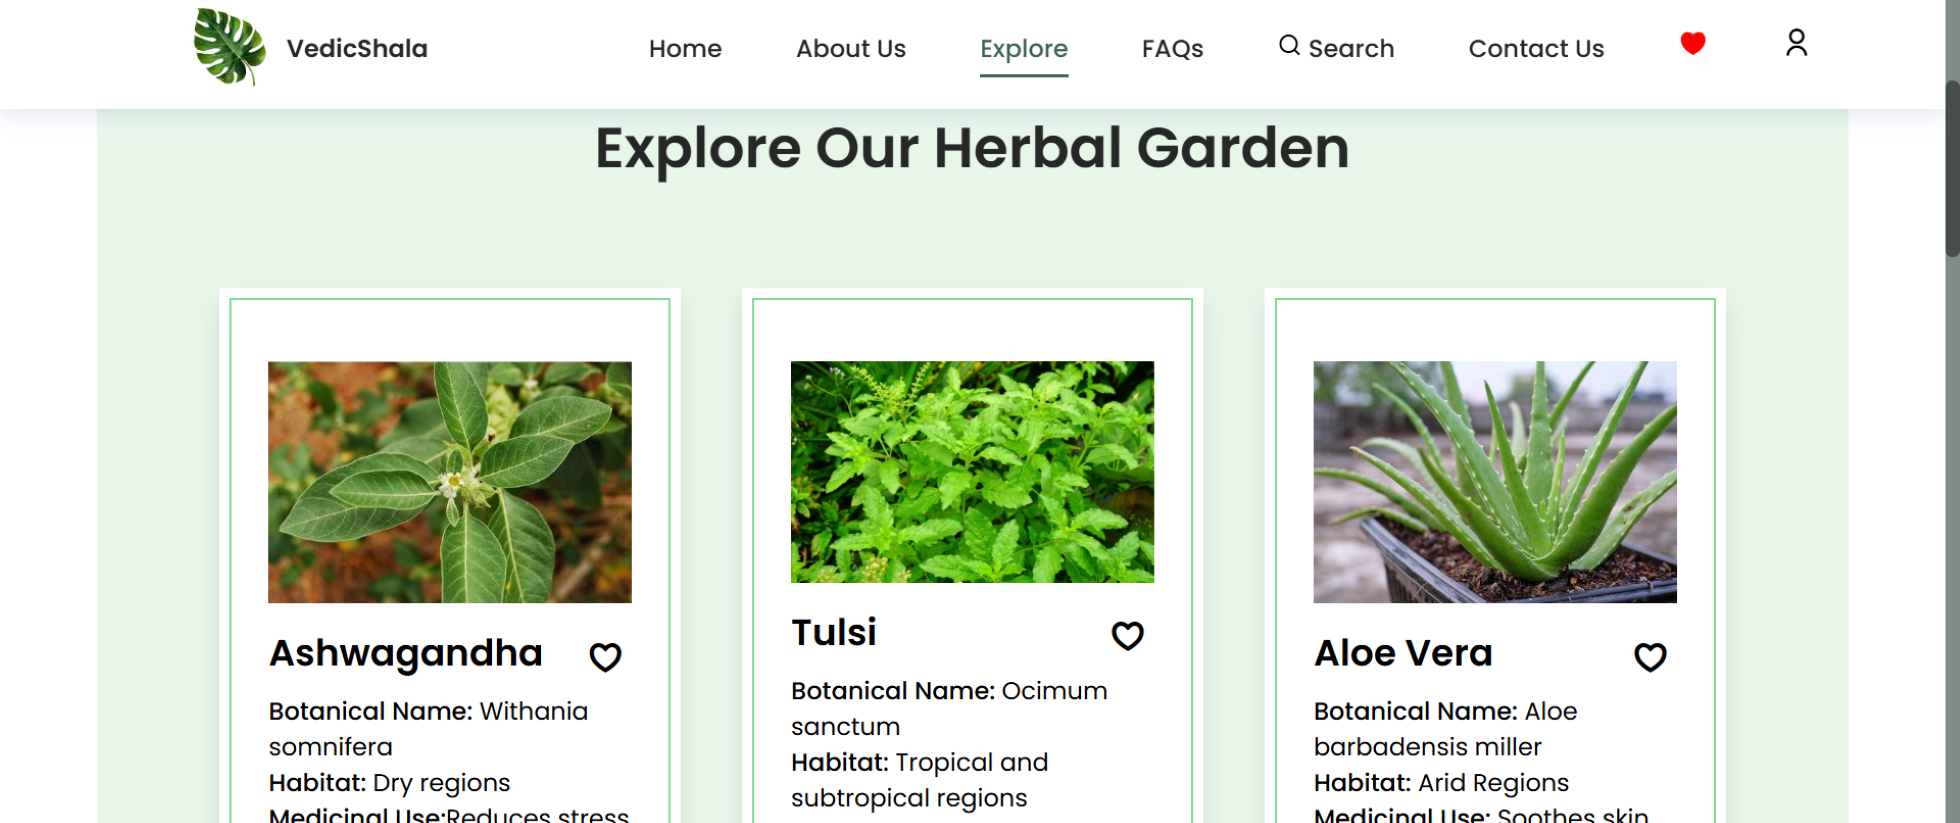 VedicShala
Home
About Us
Explore
FAQs
Search
Contact Us
Explore Our Herbal Garden
Ashwagandha
Botanical Name: Withania
somnifera
Habitat: Dry regions
Medicinal Use:Reduces stress
Tulsi
Botanical Name: Ocimum
sanctum
Habitat: Tropical and
subtropical regions
Aloe Vera
Botanical Name: Aloe
barbadensis miller
Habitat: Arid Regions
Medicinal Use: Soothes skin